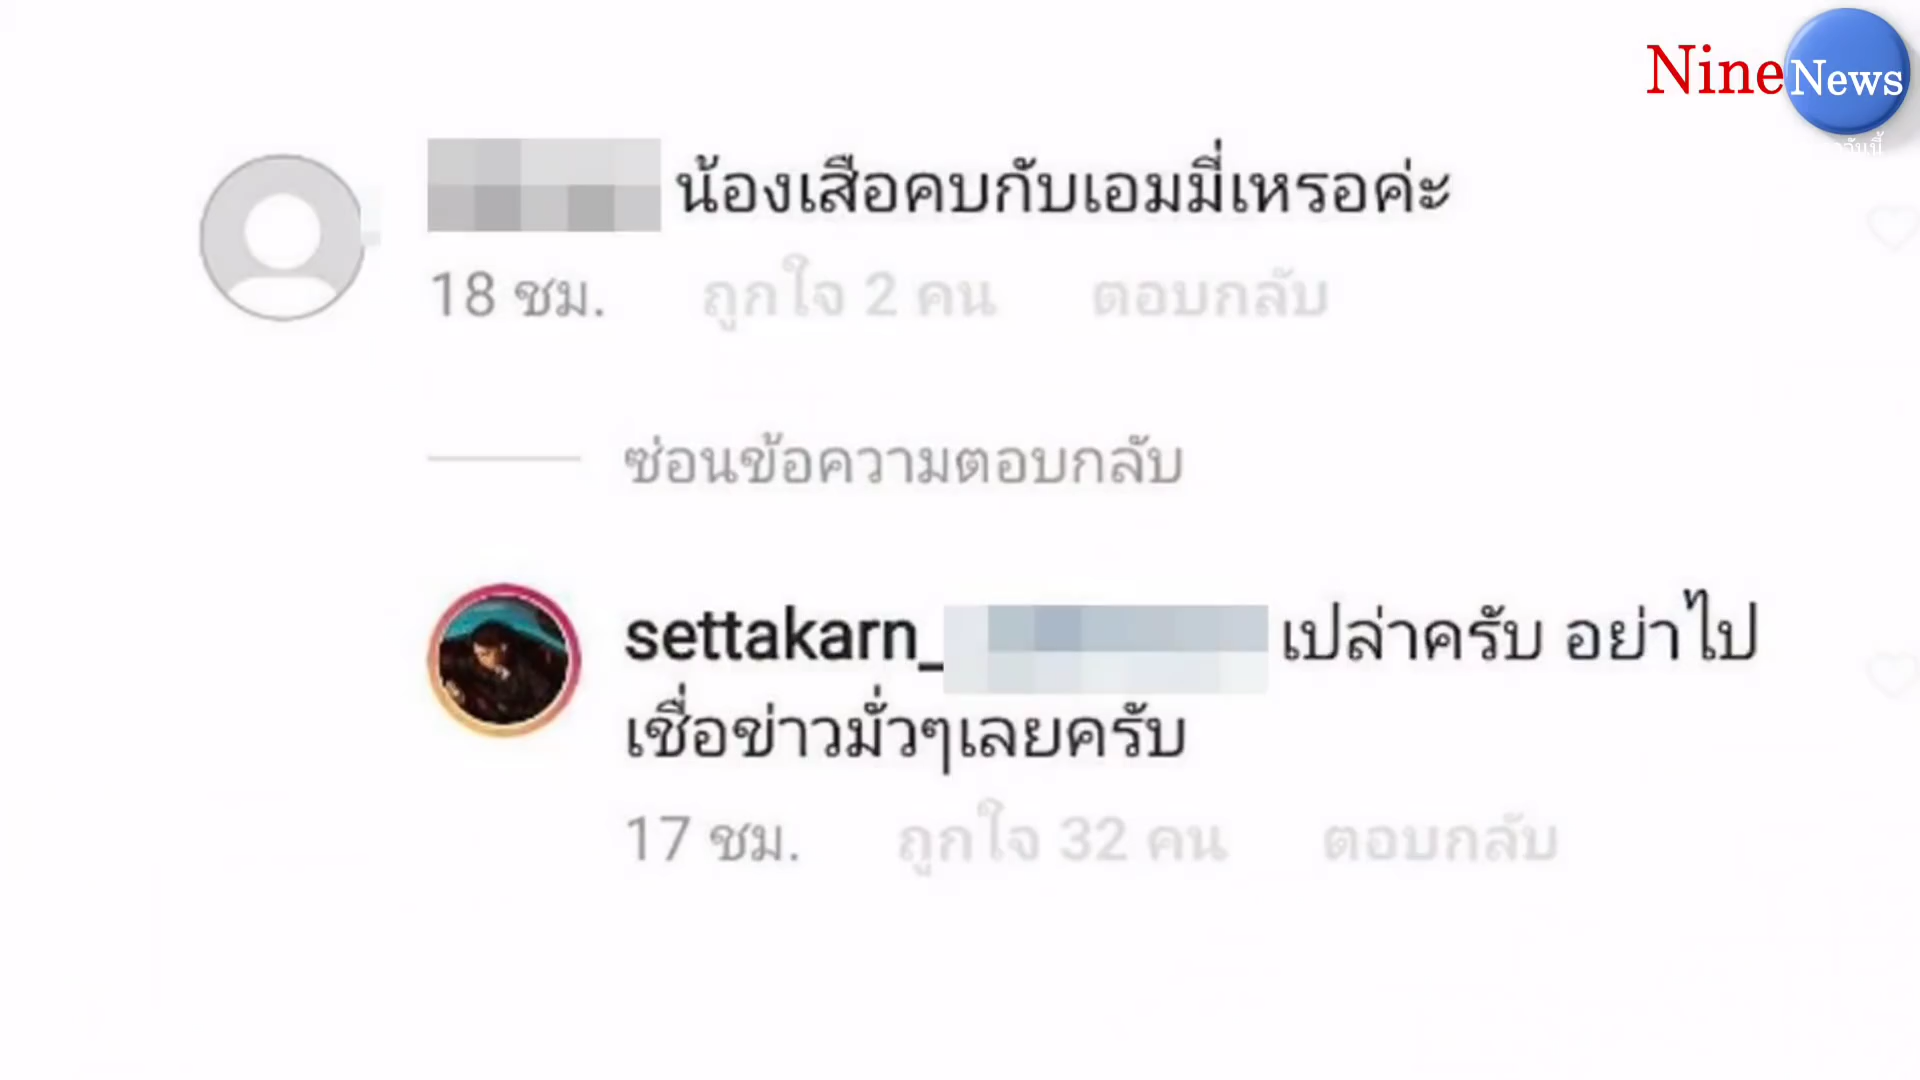 Nine News
น้องเสือคบกับเอมมี่เหรอค่ะ
18 ชม. ถูกใจ 2 คน ตอบกลับ
ซ่อนข้อความตอบกลับ
settakarn_ เปล่าครับ อย่าไป
เชื่อข่าวมั่วๆเลยครับ
17 ชม. ถูกใจ 32 คน ตอบกลับ